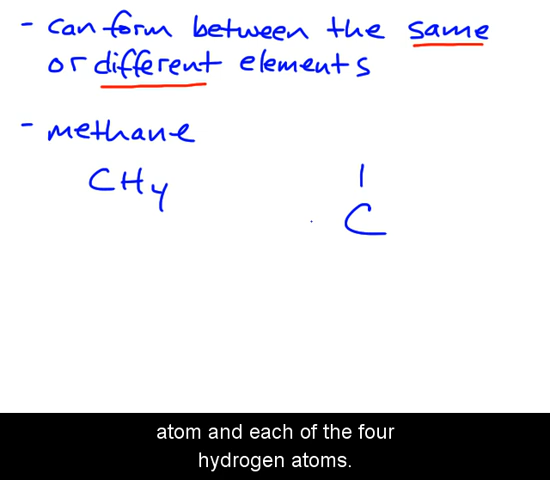 - can form between the same
or different elements
- methane
CH4
C
atom and each of the four
hydrogen atoms.